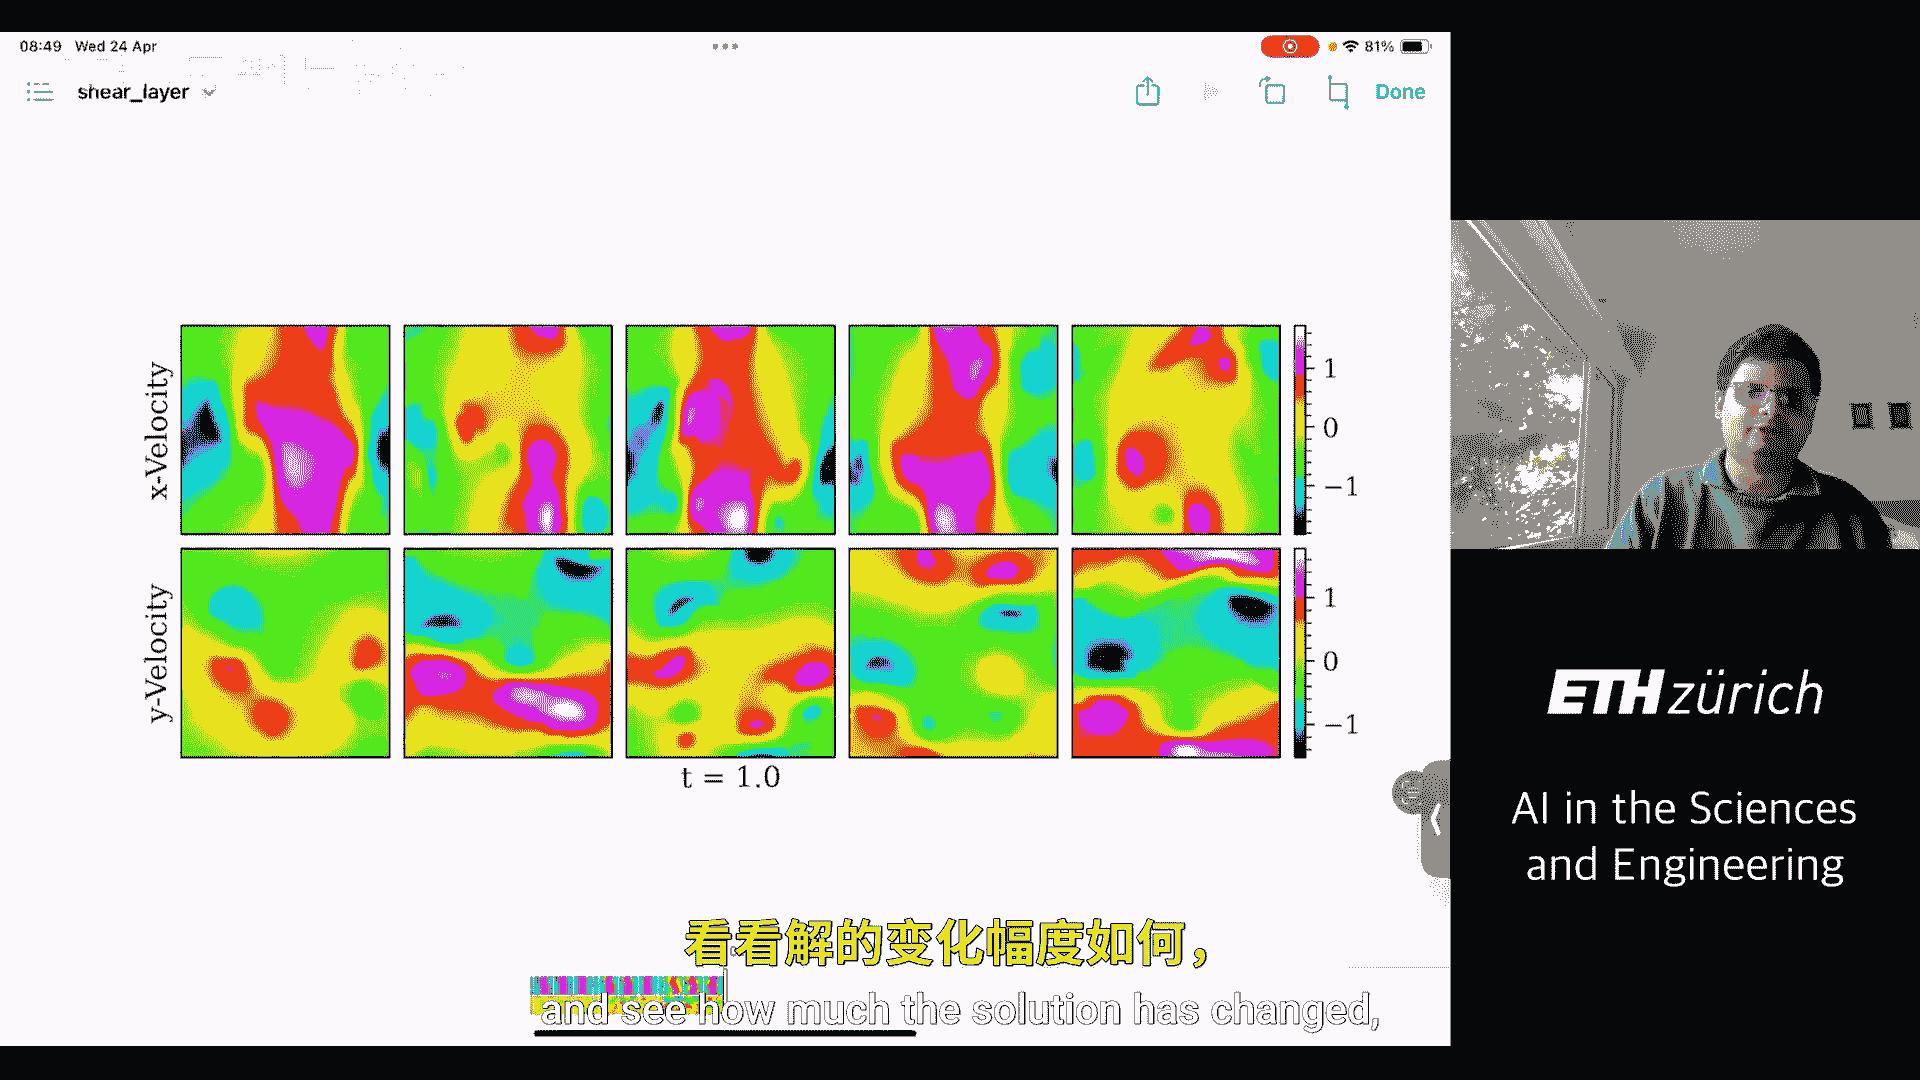 08:49 Wed 24 Apr
81%
shear_layer
Done
x-Velocity
1
0
−1
y-Velocity
1
0
−1
t = 1.0
ETH zürich
AI in the Sciences
and Engineering
看看解的变化幅度如何，
and see how much the solution has changed,